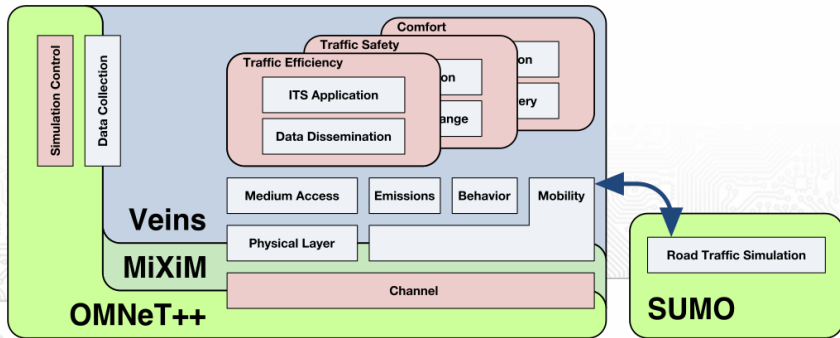 Comfort
Traffic Safety
Traffic Efficiency
Simulation Control
Data Collection
ITS Application
on
on
Data Dissemination
ange
ery
Medium Access
Emissions
Behavior
Mobility
Veins
Physical Layer
Road Traffic Simulation
MiXiM
Channel
OMNeT++
SUMO